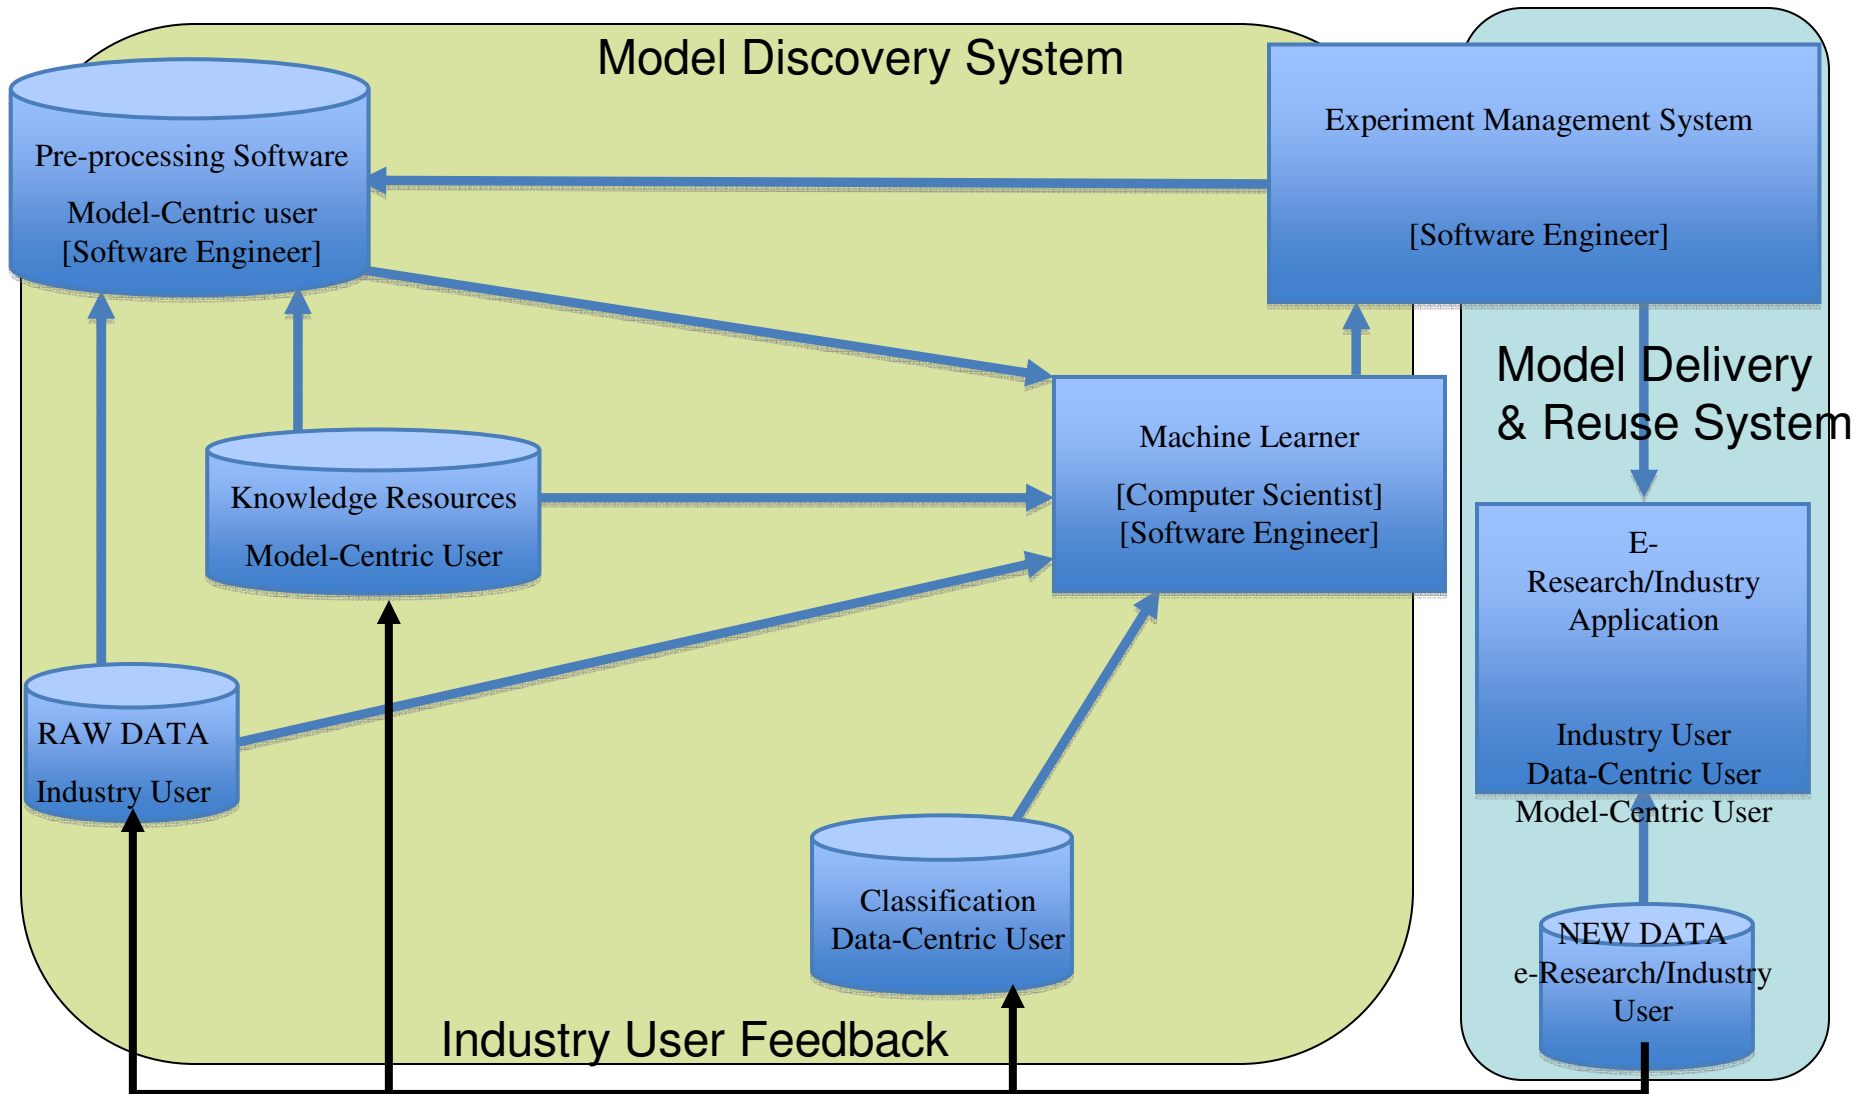 Model Discovery System
Pre-processing Software
Model-Centric user
[Software Engineer]
Experiment Management System
[Software Engineer]
Model Delivery
& Reuse System
Machine Learner
[Computer Scientist]
[Software Engineer]
Knowledge Resources
Model-Centric User
E-
Research/Industry
Application
Industry User
Data-Centric User
Model-Centric User
RAW DATA
Industry User
Classification
Data-Centric User
NEW DATA
e-Research/Industry
User
Industry User Feedback